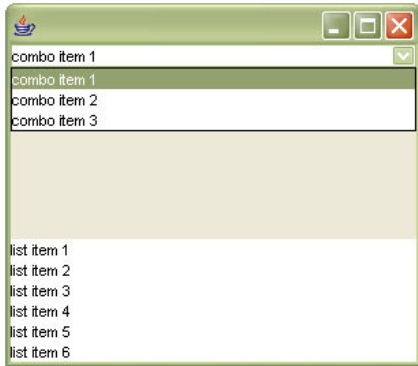 combo item 1
combo item 1
combo item 2
combo item 3
list item 1
list item 2
list item 3
list item 4
list item 5
list item 6